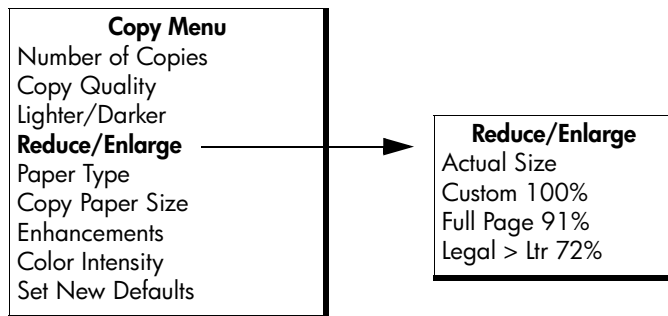 Copy Menu
Number of Copies
Copy Quality
Lighter/Darker
Reduce/Enlarge
Paper Type
Copy Paper Size
Enhancements
Color Intensity
Set New Defaults
Reduce/Enlarge
Actual Size
Custom 100%
Full Page 91%
Legal > Ltr 72%